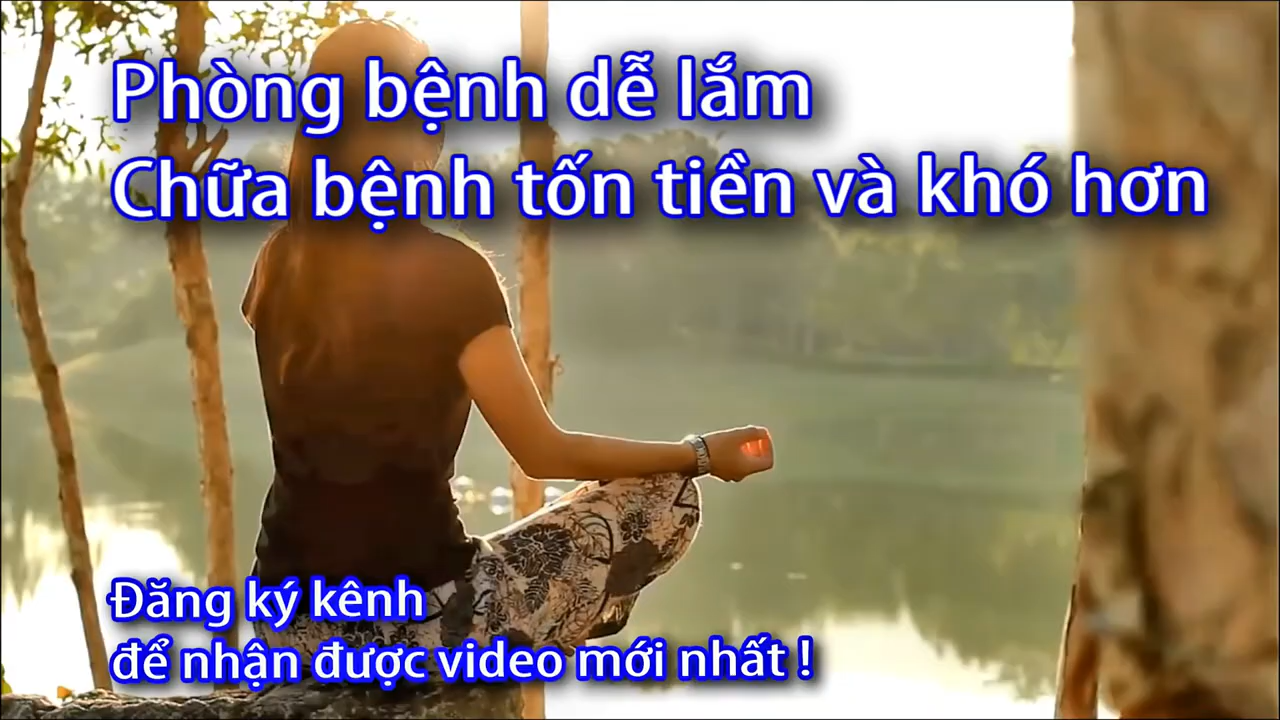 Phòng bệnh dễ lắm
Chữa bệnh tốn tiền và khó hơn
Đăng ký kênh
để nhận được video mới nhất !